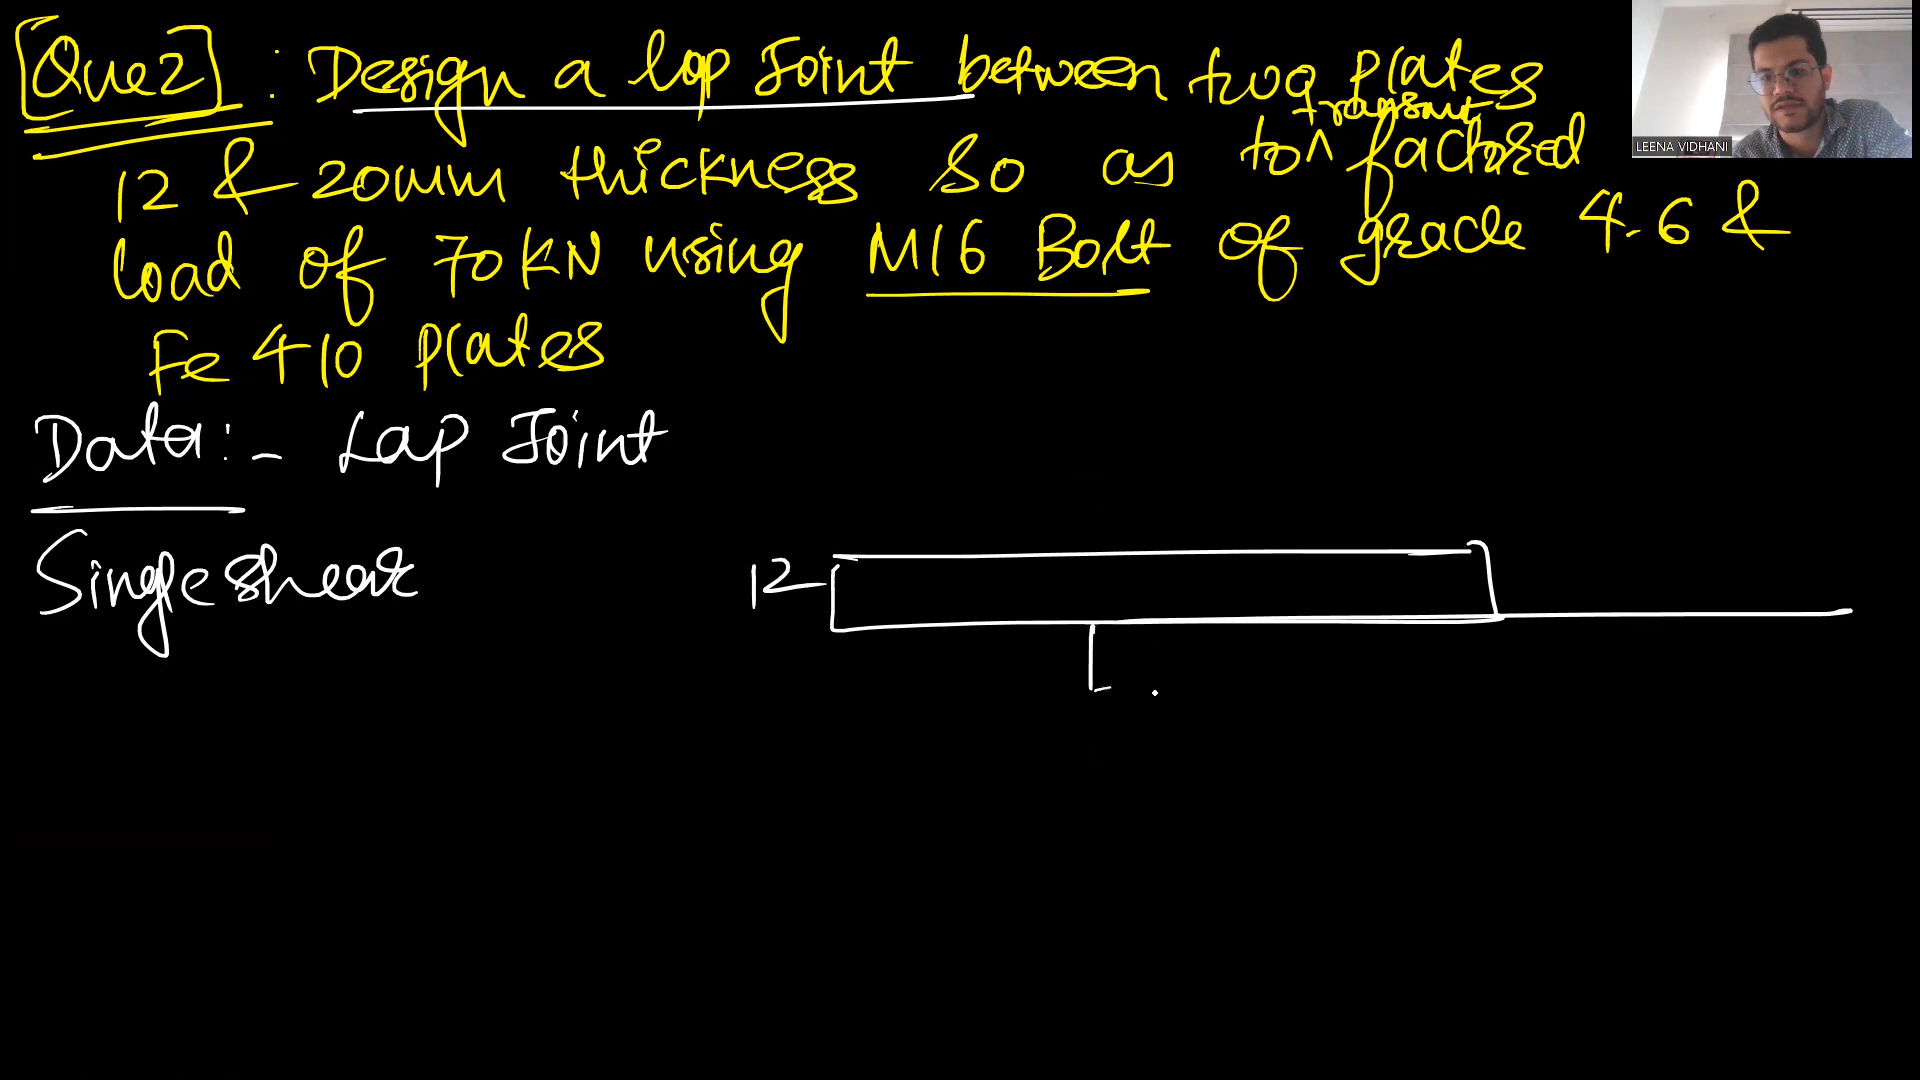 [Que2] : Design a lap Joint between two plates
12 & 20mm thickness so as to ^ transmit factored
load of 70kN using M16 Bolt of grade 4.6 &
Fe 410 plates
Data:- Lap Joint
Single shear
12
LEENA VIDHANI